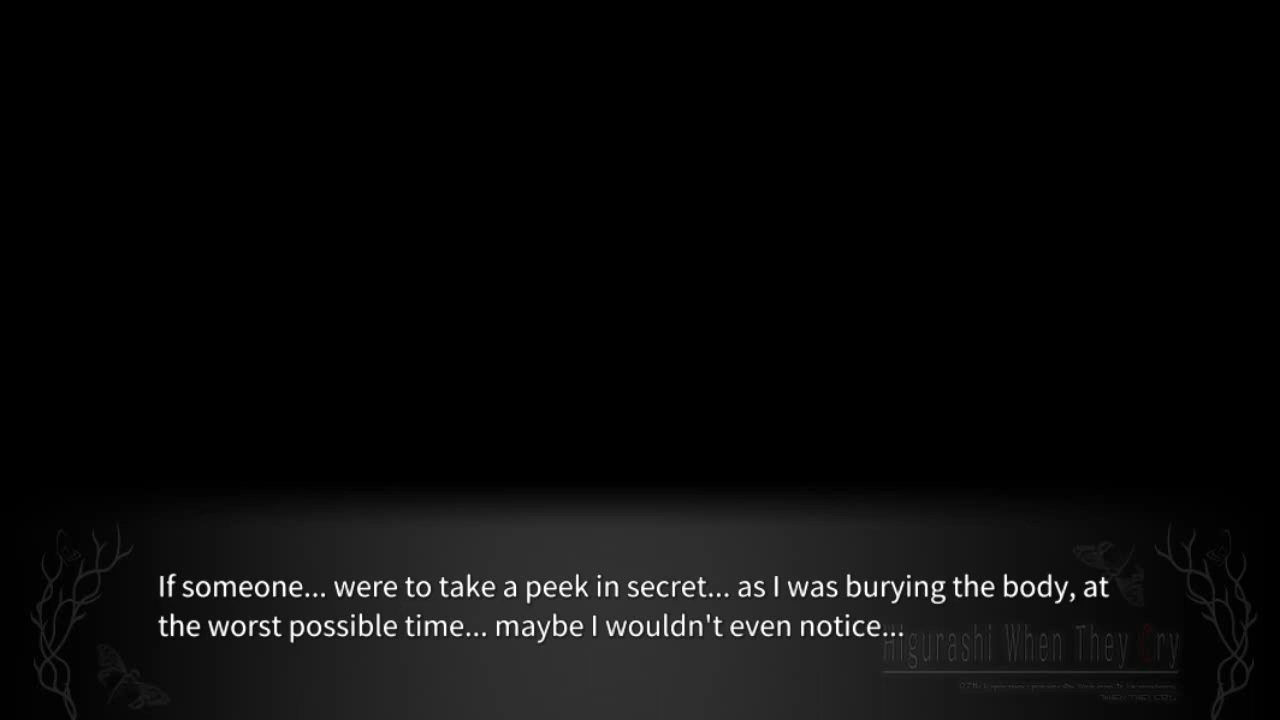 If someone... were to take a peek in secret... as I was burying the body, at
the worst possible time... maybe I wouldn't even notice...
Higurashi When They Cry